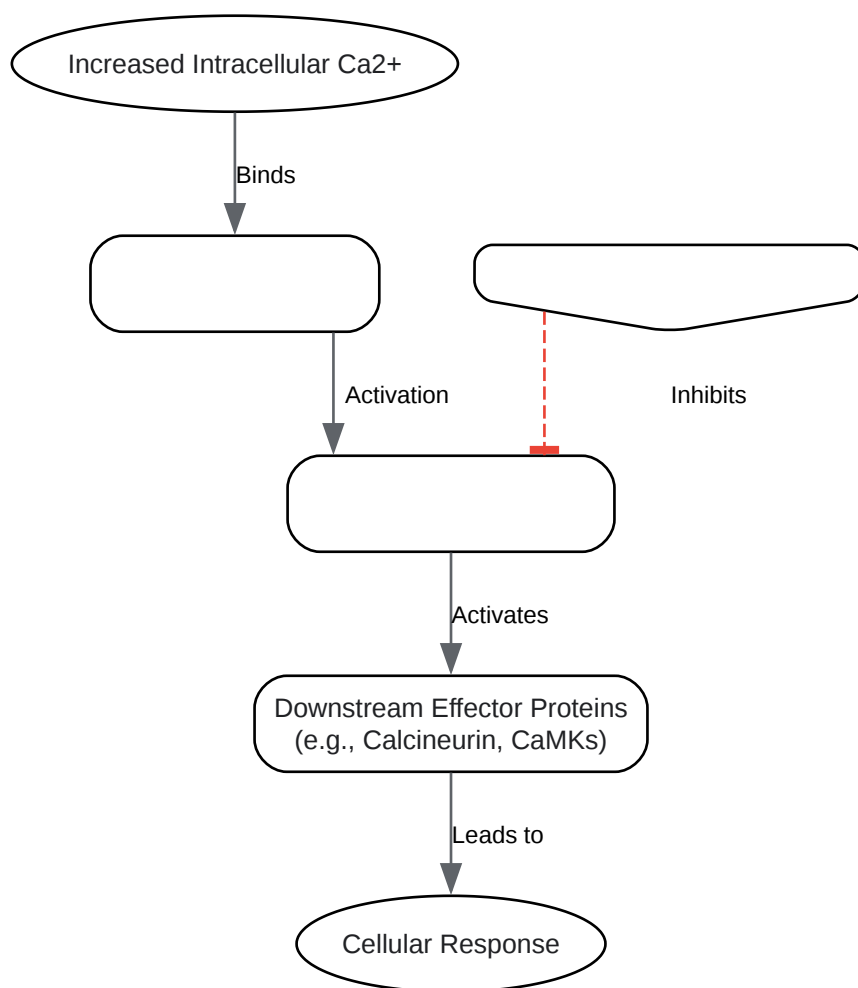 Increased Intracellular Ca2+
Binds
Activation
Inhibits
Activates
Downstream Effector Proteins
(e.g., Calcineurin, CaMKs)
Leads to
Cellular Response